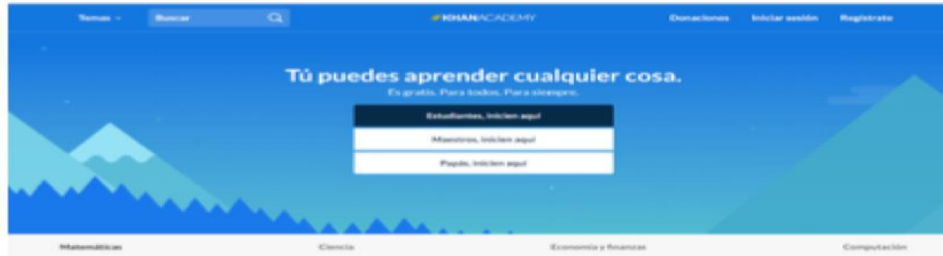 Temas Buscar KHANACADEMY Donaciones Iniciar sesión Regístrate
Tú puedes aprender cualquier cosa.
Es gratis. Para todos. Para siempre.
Estudiantes, inicien aquí
Maestros, inicien aquí
Papás, inicien aquí
Matemáticas Ciencia Economía y finanzas Computación